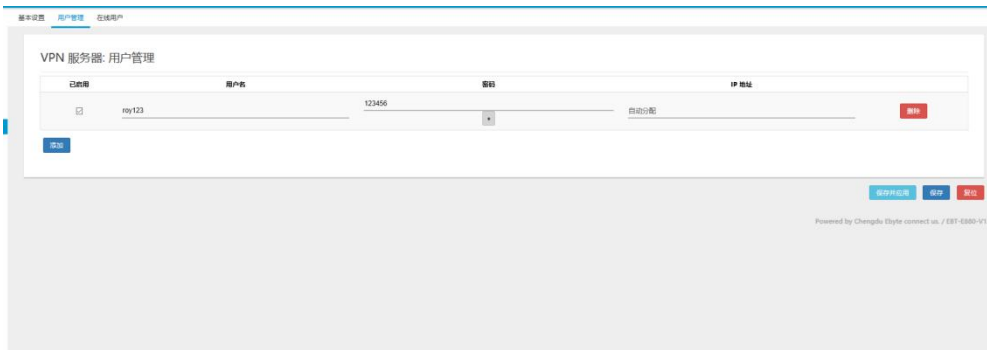 基本设置 用户管理 在线用户
VPN 服务器: 用户管理
已启用 用户名 密码 IP 地址
roy123 123456 自动分配 删除
添加
保存并应用 保存 复位
Powered by Chengdu Ebyte connect us. / EBT-E880-V1